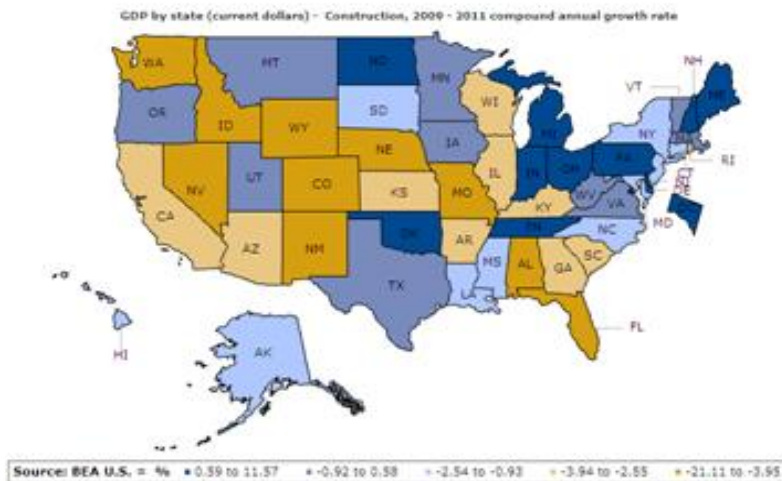 GDP by state (current dollars) - Construction, 2009 - 2011 compound annual growth rate
NH
WA
MT
ND
MN
VT
ME
OR
ID
SD
WI
NY
WY
MI
RI
NE
IA
PA
NV
UT
CO
IL
IN
OH
CA
KS
MO
WV
VA
KY
MD
AZ
NM
OK
AR
TN
NC
MS
AL
GA
SC
TX
FL
AK
HI
Source: BEA U.S. = % 0.59 to 11.57 -0.92 to 0.58 -2.54 to -0.93 -3.94 to -2.55 -21.11 to -3.95